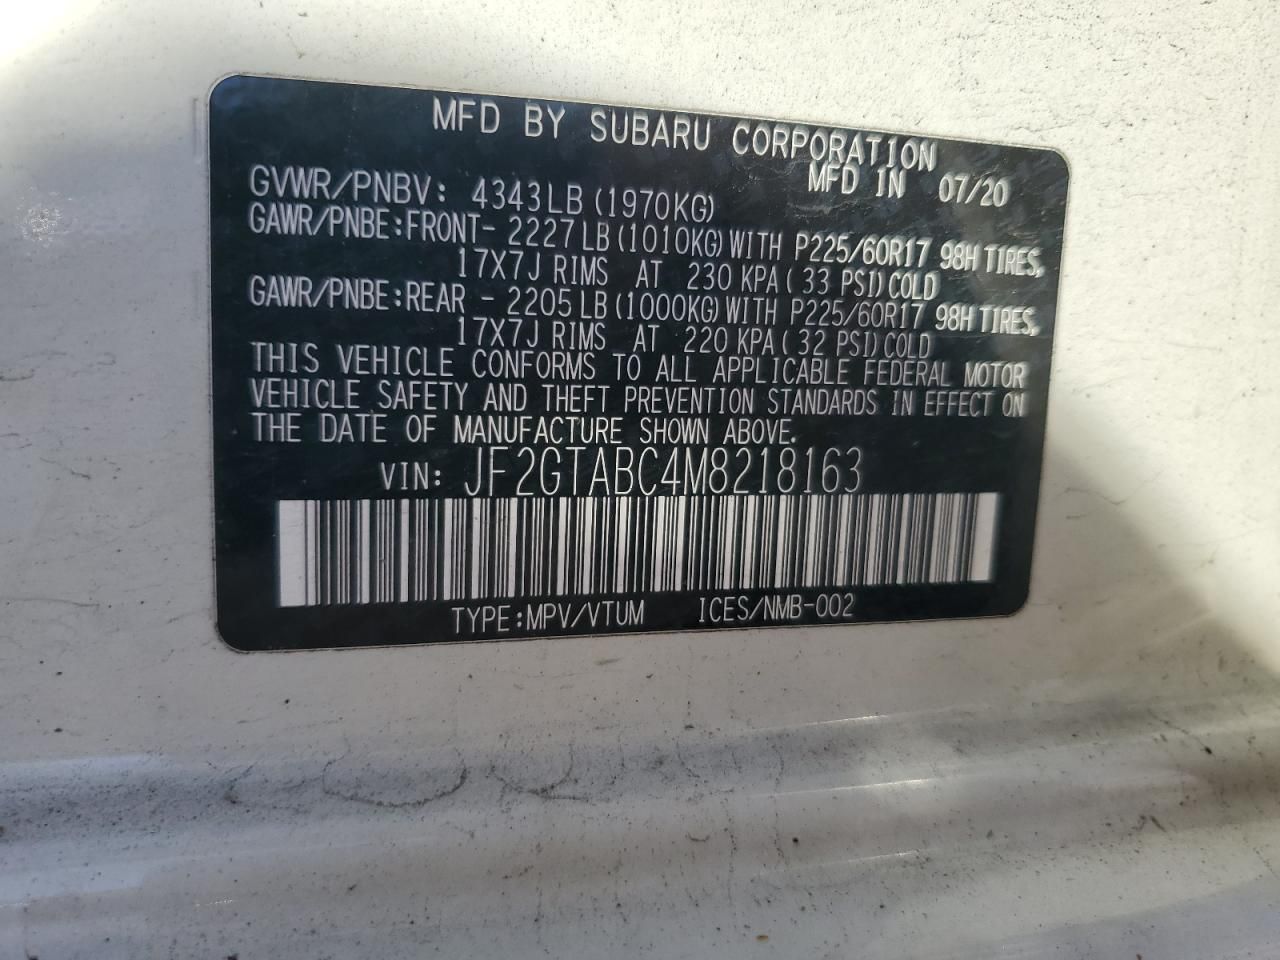 MFD BY SUBARU CORPORATION
MFD IN 07/20
GVWR/PNBV: 4343LB (1970KG)
GAWR/PNBE:FRONT- 2227LB (1010KG) WITH P225/60R17 98H TIRES,
17X7J RIMS AT 230 KPA ( 33 PSI) COLD
GAWR/PNBE:REAR - 2205LB (1000KG) WITH P225/60R17 98H TIRES,
17X7J RIMS AT 220 KPA ( 32 PSI) COLD
THIS VEHICLE CONFORMS TO ALL APPLICABLE FEDERAL MOTOR
VEHICLE SAFETY AND THEFT PREVENTION STANDARDS IN EFFECT ON
THE DATE OF MANUFACTURE SHOWN ABOVE.
VIN: JF2GTABC4M8218163
TYPE:MPV/VTUM ICES/NMB-002